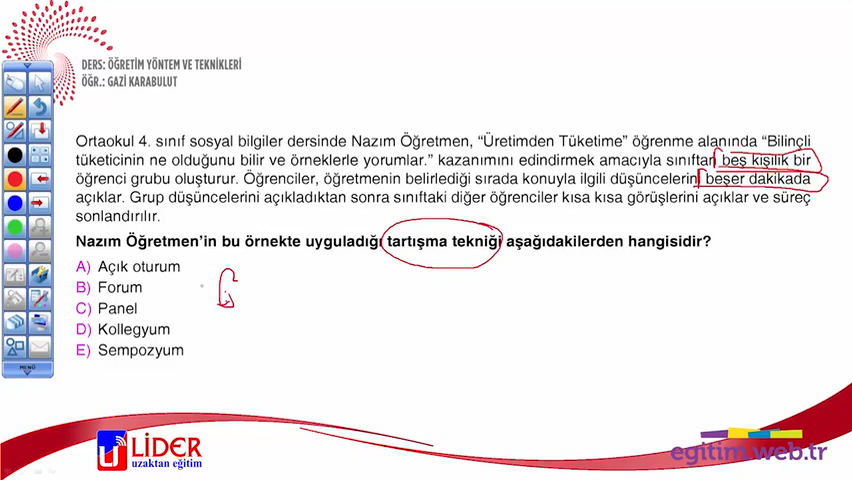 DERS: ÖĞRETİM YÖNTEM VE TEKNİKLERİ
ÖĞR.: GAZİ KARABULUT
Ortaokul 4. sınıf sosyal bilgiler dersinde Nazım Öğretmen, “Üretimden Tüketime” öğrenme alanında “Bilinçli
tüketicinin ne olduğunu bilir ve örneklerle yorumlar.” kazanımını edindirmek amacıyla sınıftan beş kişilik bir
öğrenci grubu oluşturur. Öğrenciler, öğretmenin belirlediği sırada konuyla ilgili düşüncelerin beşer dakikada
açıklar. Grup düşüncelerini açıkladıktan sonra sınıftaki diğer öğrenciler kısa kısa görüşlerini açıklar ve süreç
sonlandırılır.
Nazım Öğretmen’in bu örnekte uyguladığı tartışma tekniği aşağıdakilerden hangisidir?
A) Açık oturum
B) Forum
C) Panel
D) Kollegyum
E) Sempozyum
MENÜ
LİDER
uzaktan eğitim
egitim.web.tr